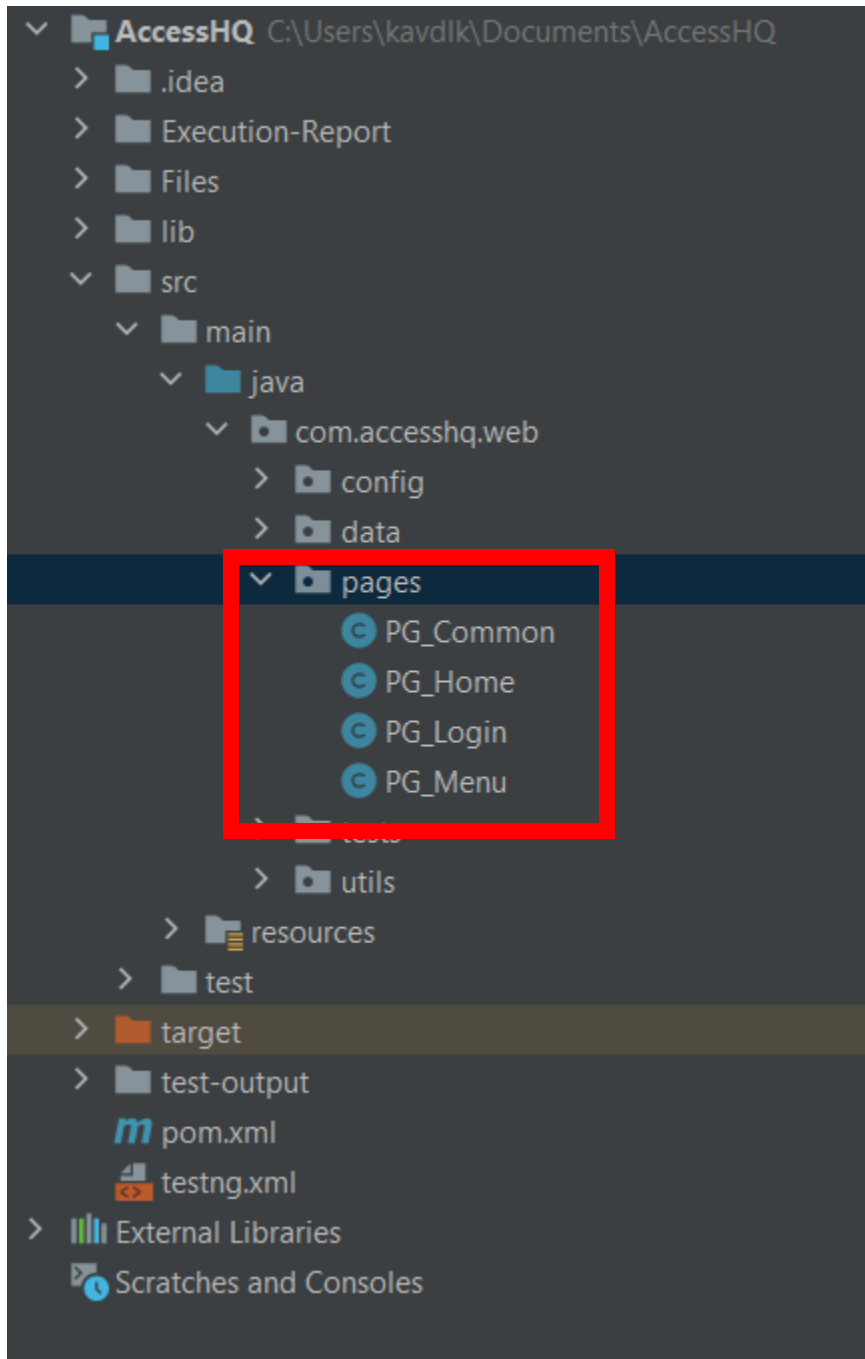 AccessHQ C:\Users\kavdlk\Documents\AccessHQ
.idea
Execution-Report
Files
lib
src
main
java
com.accesshq.web
config
data
pages
C PG_Common
C PG_Home
C PG_Login
C PG_Menu
tests
utils
resources
test
target
test-output
m pom.xml
testng.xml
External Libraries
Scratches and Consoles